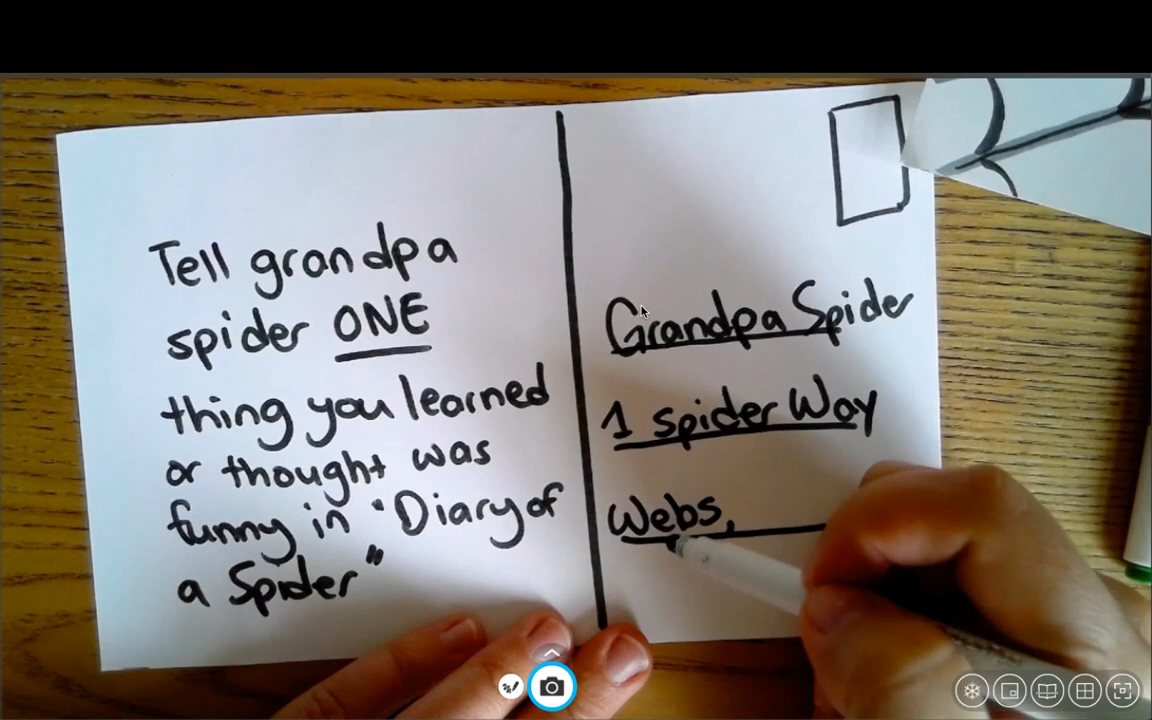 Tell grandpa
spider ONE
thing you learned
or thought was
funny in "Diary of
a Spider"
Grandpa Spider
1 spider Way
Webs,